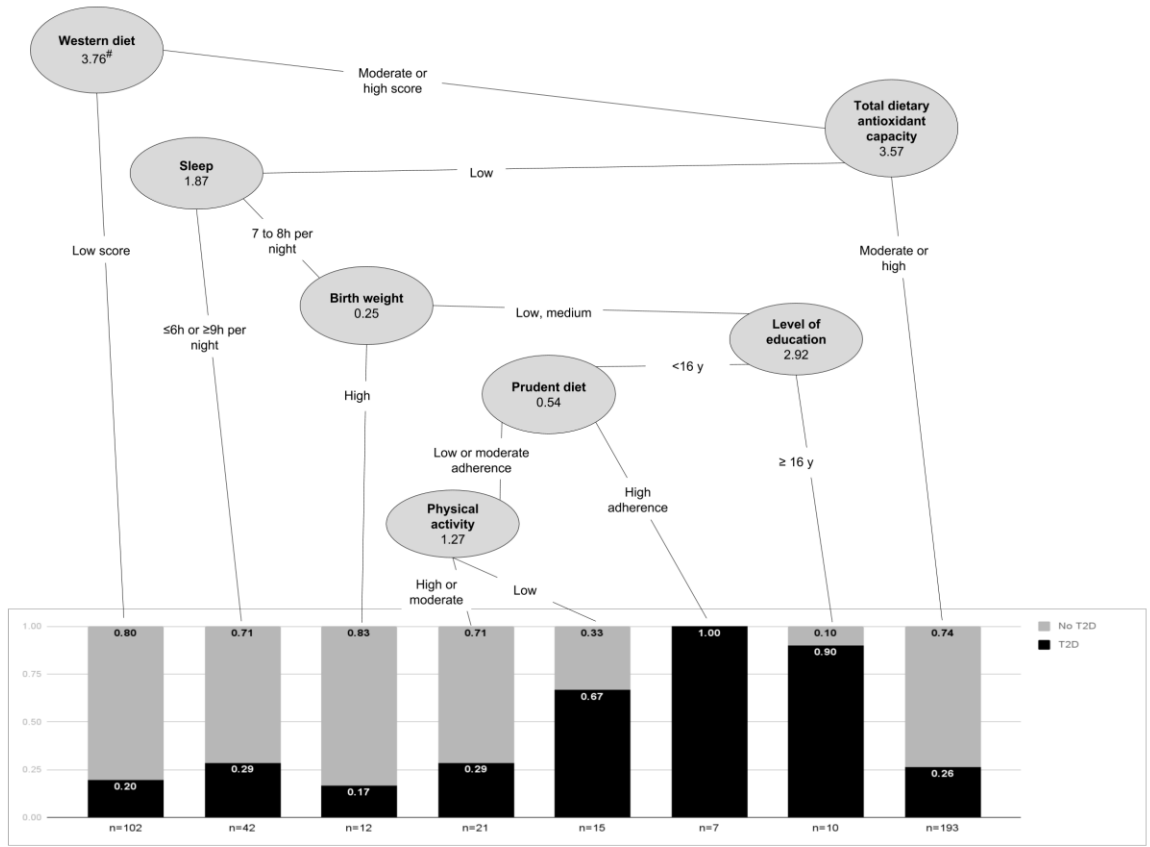 Western diet
3.76#
Moderate or
high score
Total dietary
antioxidant
capacity
3.57
Sleep
1.87
Low
7 to 8h per
night
Low score
Moderate or
high
Birth weight
0.25
Low, medium
Level of
education
2.92
≤6h or ≥9h per
night
<16 y
Prudent diet
0.54
High
Low or moderate
adherence
≥ 16 y
High
adherence
Physical
activity
1.27
High or
moderate
Low
1.00
0.75
0.50
0.25
0.00
0.80
0.20
n=102
0.71
0.29
n=42
0.83
0.17
n=12
0.71
0.29
n=21
0.33
0.67
n=15
1.00
n=7
0.10
0.90
n=10
0.74
0.26
n=193
No T2D
T2D